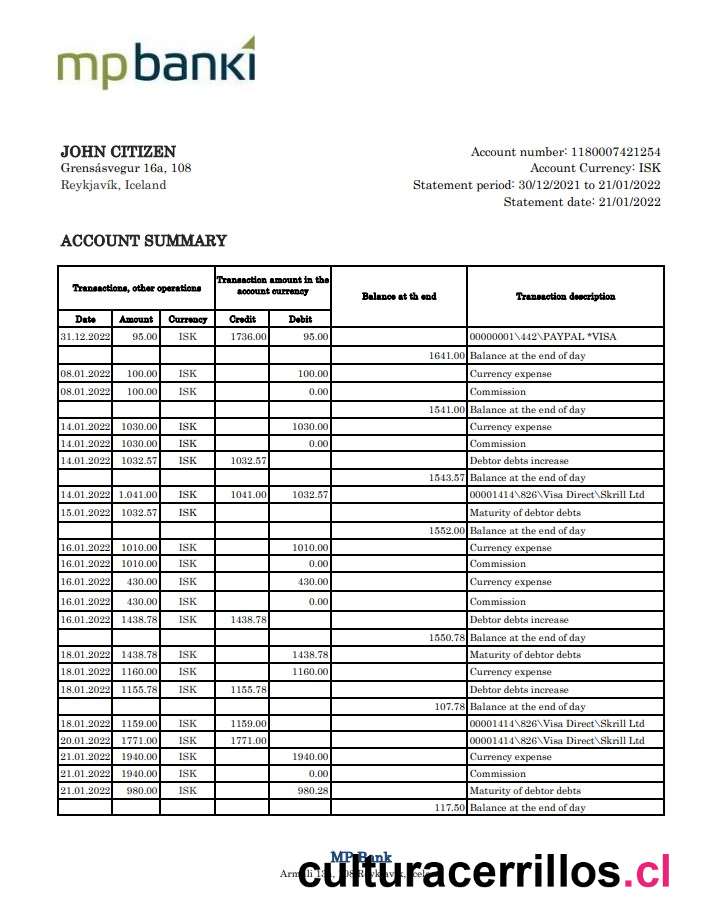 mp banki
JOHN CITIZEN
Grensásvegur 16a, 108
Reykjavík, Iceland
Account number: 1180007421254
Account Currency: ISK
Statement period: 30/12/2021 to 21/01/2022
Statement date: 21/01/2022
ACCOUNT SUMMARY
Transactions, other operations Transaction amount in the account currency Balance at th end Transaction description
Date Amount Currency Credit Debit
31.12.2022 95.00 ISK 1736.00 95.00 00000001\442\PAYPAL *VISA
1641.00 Balance at the end of day
08.01.2022 100.00 ISK 100.00 Currency expense
08.01.2022 100.00 ISK 0.00 Commission
1541.00 Balance at the end of day
14.01.2022 1030.00 ISK 1030.00 Currency expense
14.01.2022 1030.00 ISK 0.00 Commission
14.01.2022 1032.57 ISK 1032.57 Debtor debts increase
1543.57 Balance at the end of day
14.01.2022 1.041.00 ISK 1041.00 1032.57 00001414\826\Visa Direct\Skrill Ltd
15.01.2022 1032.57 ISK Maturity of debtor debts
1552.00 Balance at the end of day
16.01.2022 1010.00 ISK 1010.00 Currency expense
16.01.2022 1010.00 ISK 0.00 Commission
16.01.2022 430.00 ISK 430.00 Currency expense
16.01.2022 430.00 ISK 0.00 Commission
16.01.2022 1438.78 ISK 1438.78 Debtor debts increase
1550.78 Balance at the end of day
18.01.2022 1438.78 ISK 1438.78 Maturity of debtor debts
18.01.2022 1160.00 ISK 1160.00 Currency expense
18.01.2022 1155.78 ISK 1155.78 Debtor debts increase
107.78 Balance at the end of day
18.01.2022 1159.00 ISK 1159.00 00001414\826\Visa Direct\Skrill Ltd
20.01.2022 1771.00 ISK 1771.00 00001414\826\Visa Direct\Skrill Ltd
21.01.2022 1940.00 ISK 1940.00 Currency expense
21.01.2022 1940.00 ISK 0.00 Commission
21.01.2022 980.00 ISK 980.28 Maturity of debtor debts
117.50 Balance at the end of day
MP Bank
culturacerrillos.cl